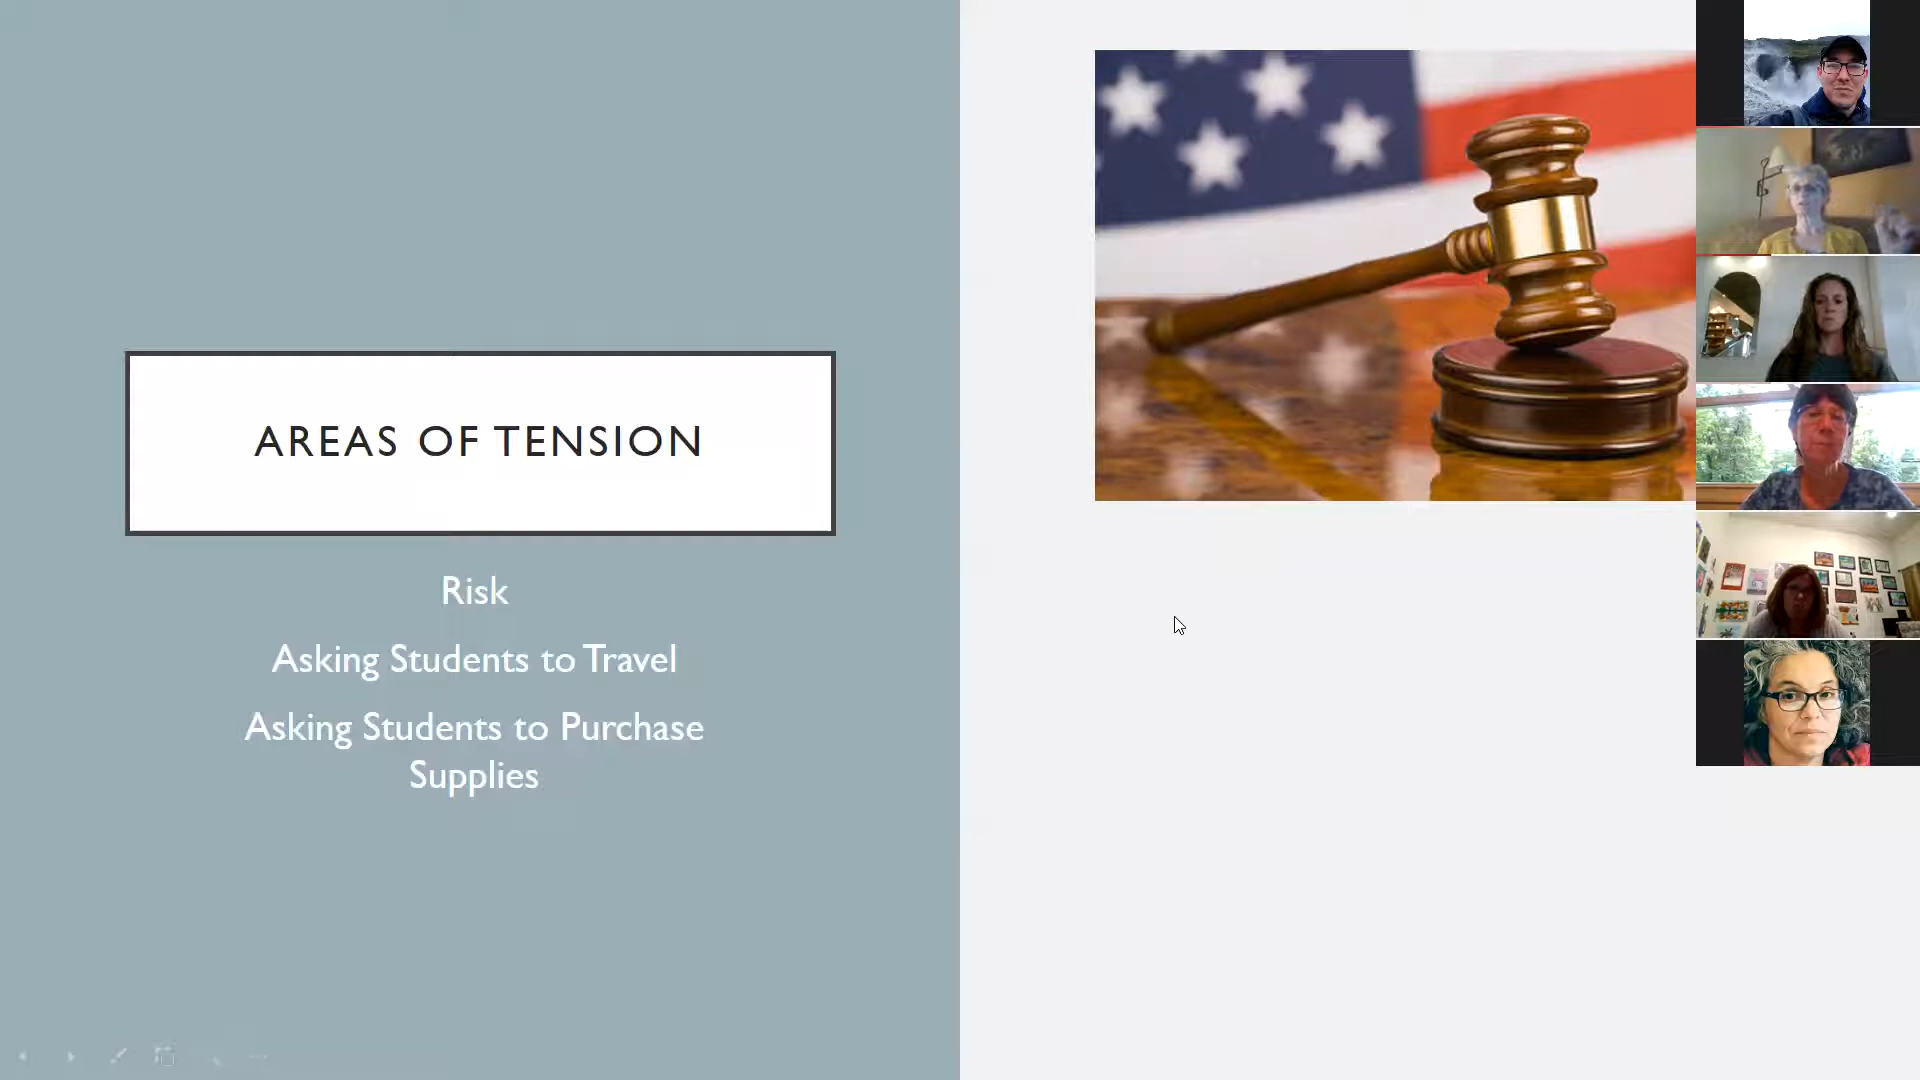 AREAS OF TENSION
Risk
Asking Students to Travel
Asking Students to Purchase
Supplies